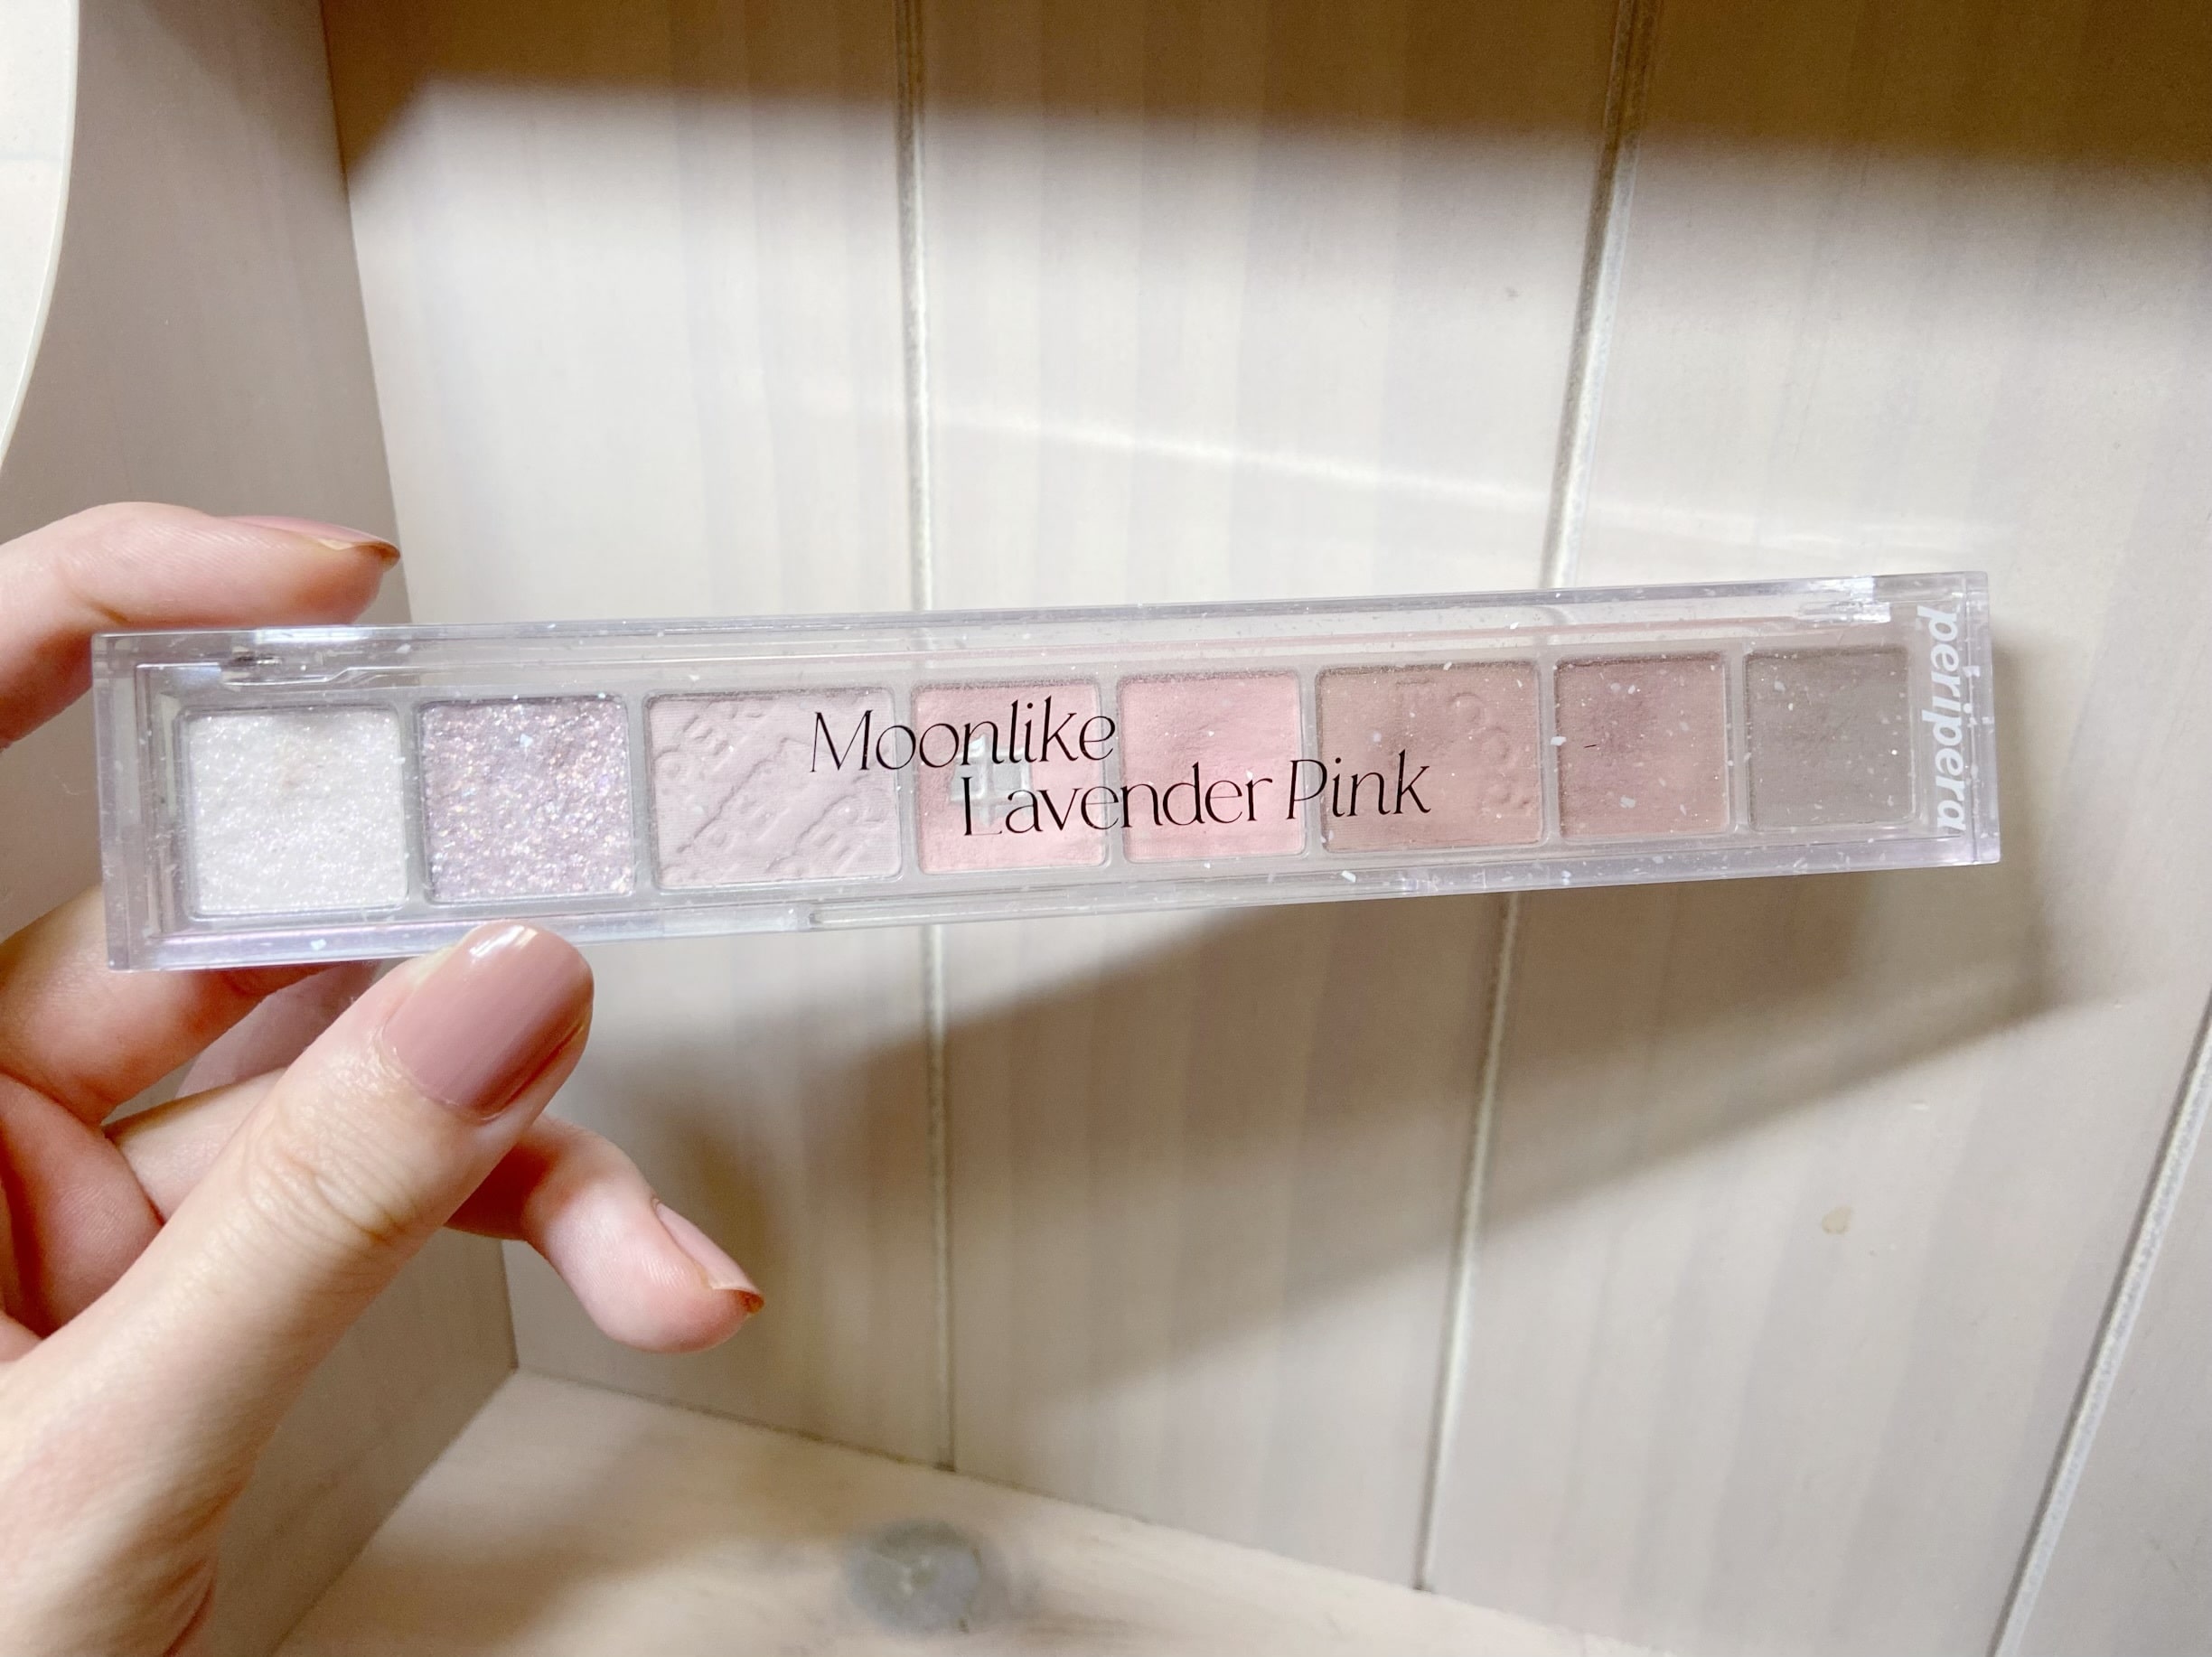 Moonlike
Lavender Pink
peripera